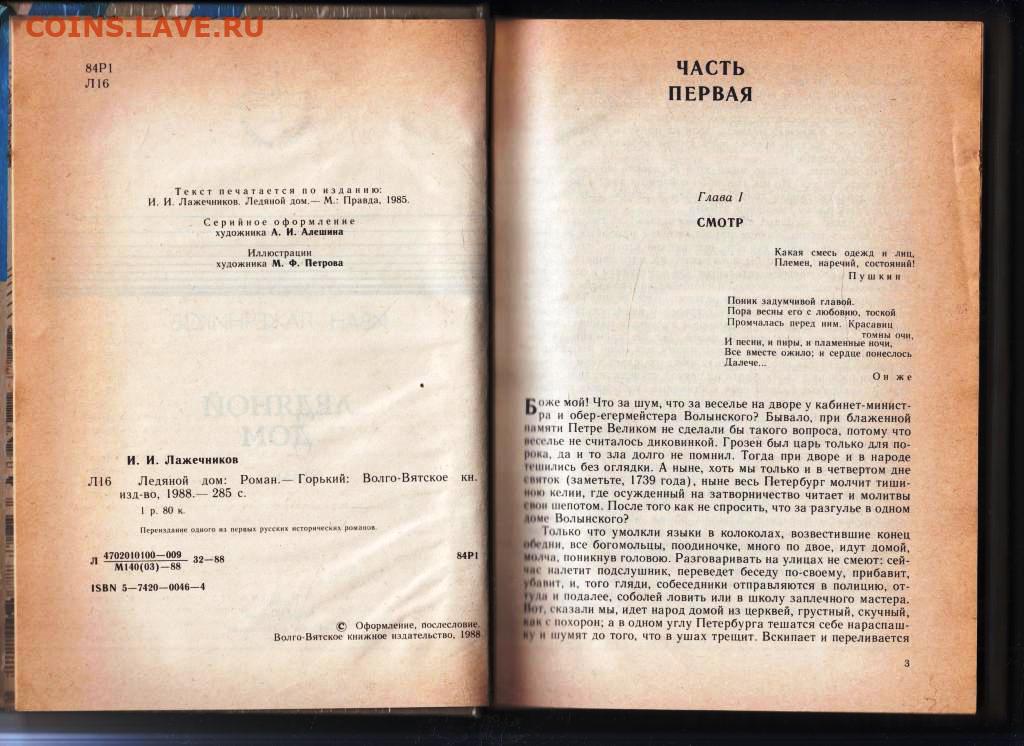 COINS.LAVE.RU
84Р1
Л16
Текст печатается по изданию:
И. И. Лажечников. Ледяной дом.— М.: Правда, 1985.
Серийное оформление
художника А. И. Алешина
Иллюстрации
художника М. Ф. Петрова
И. И. Лажечников
Л16 Ледяной дом: Роман.— Горький: Волго-Вятское кн.
изд-во, 1988.— 285 с.
1 р. 80 к.
Переиздание одного из первых русских исторических романов.
Л 4702010100—009 32—88 84Р1
М140(03)—88
ISBN 5—7420—0046—4
© Оформление, послесловие.
Волго-Вятское книжное издательство, 1988
ЧАСТЬ
ПЕРВАЯ
Глава I
СМОТР
Какая смесь одежд и лиц,
Племен, наречий, состояний!
Пушкин
Поник задумчивой главой.
Пора весны его с любовию, тоской
Промчалась перед ним. Красавиц
томны очи,
И песни, и пиры, и пламенные ночи,
Все вместе ожило; и сердце понеслось
Далече...
Он же
Боже мой! Что за шум, что за веселье на дворе у кабинет-минист-
ра и обер-егермейстера Волынского? Бывало, при блаженной
памяти Петре Великом не сделали бы такого вопроса, потому что
веселье не считалось диковинкой. Грозен был царь только для по-
рока, да и то зла долго не помнил. Тогда при дворе и в народе
тешились без оглядки. А ныне, хоть мы только и в четвертом дне
святок (заметьте, 1739 года), ныне весь Петербург молчит тиши-
ною келии, где осужденный на затворничество читает и молитвы
свои шепотом. После того как не спросить, что за разгулье в одном
доме Волынского?
Только что умолкли языки в колоколах, возвестившие конец
обедни, все богомольцы, поодиночке, много по двое, идут домой,
молча, поникнув головою. Разговаривать на улицах не смеют: сей-
час налетит подслушник, переведет беседу по-своему, прибавит,
убавит, и, того гляди, собеседники отправляются в полицию, от-
туда и подалее, соболей ловить или в школу заплечного мастера.
Вот, сказали мы, идет народ домой из церквей, грустный, скучный,
как с похорон; а в одном углу Петербурга тешатся себе нараспаш-
ку и шумят до того, что в ушах трещит. Вскипает и переливается
3